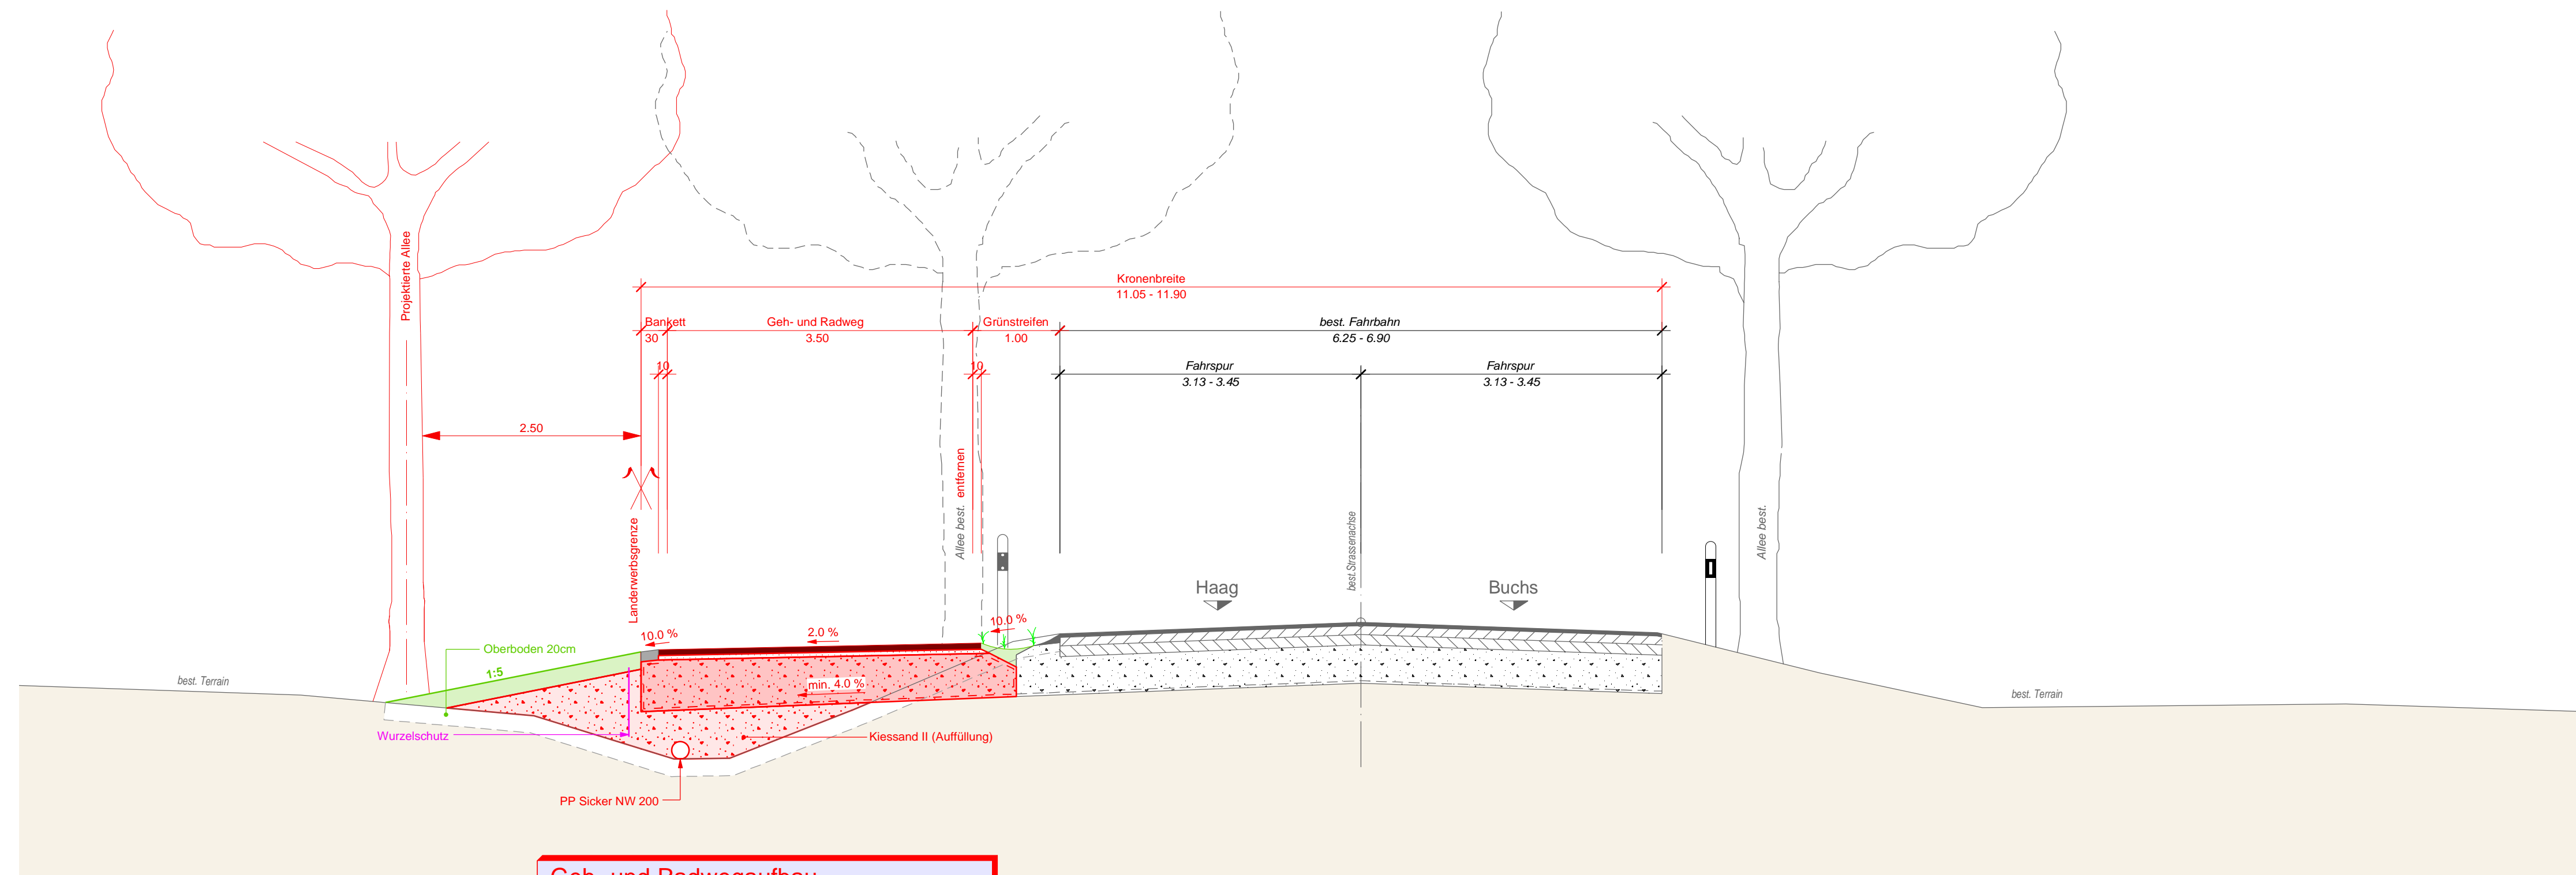 Projektierte Allee
Kronenbreite
11.05 - 11.90
Bankett
30
Geh- und Radweg
3.50
Grünstreifen
1.00
best. Fahrbahn
6.25 - 6.90
10
10
Fahrspur
3.13 - 3.45
Fahrspur
3.13 - 3.45
2.50
Landerwerbsgrenze
Allee best. entfernen
best.Strassenachse
Allee best.
Haag
Buchs
10.0 %
2.0 %
10.0 %
Oberboden 20cm
1:5
best. Terrain
min. 4.0 %
best. Terrain
Wurzelschutz
Kiessand II (Auffüllung)
PP Sicker NW 200
Geh- und Radwegaufbau